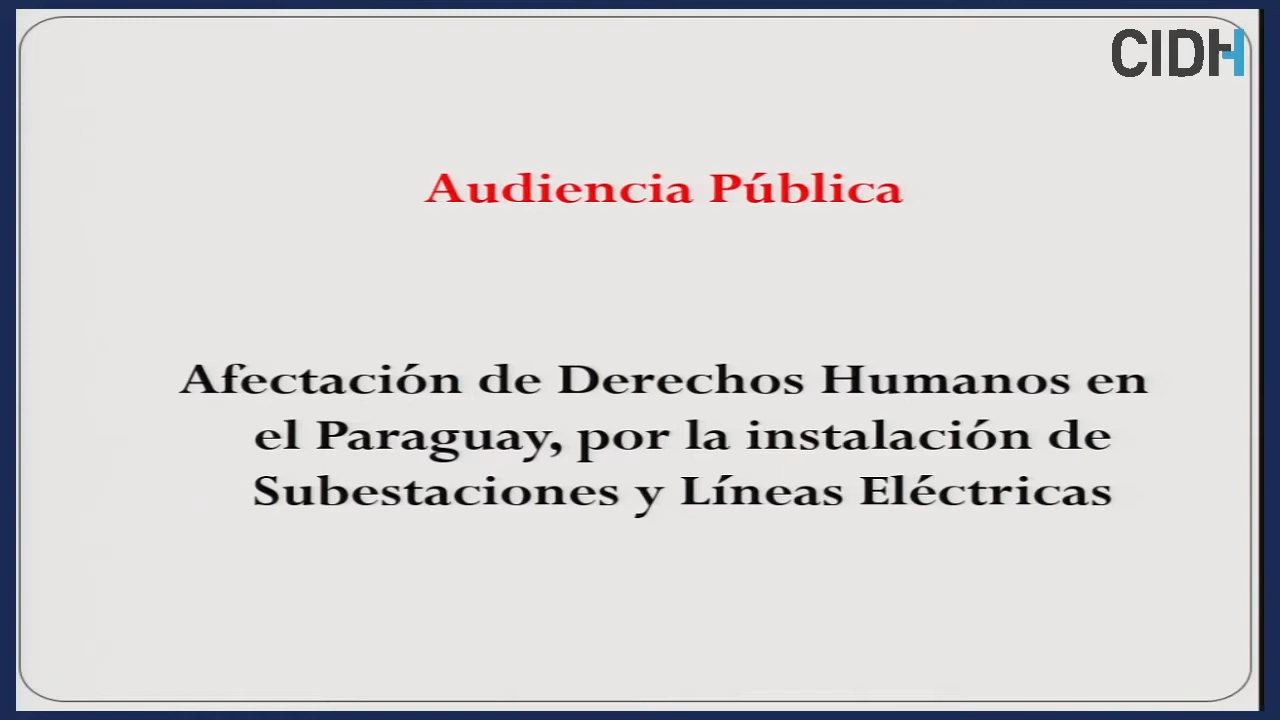 CIDH
Audiencia Pública
Afectación de Derechos Humanos en
el Paraguay, por la instalación de
Subestaciones y Líneas Eléctricas